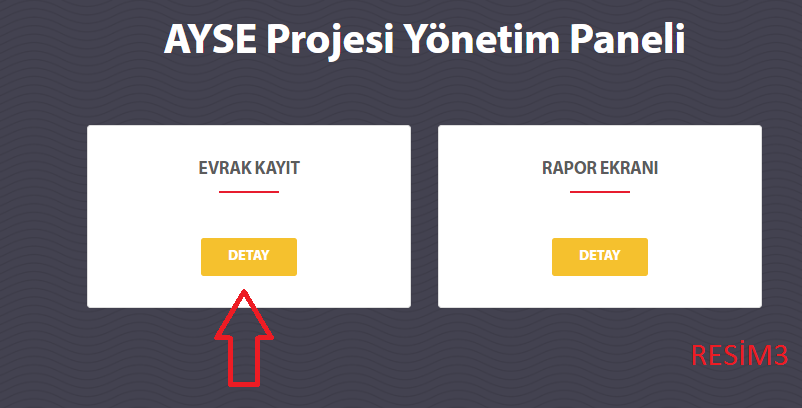 AYSE Projesi Yönetim Paneli
EVRAK KAYIT
DETAY
RAPOR EKRANI
DETAY
RESİM3